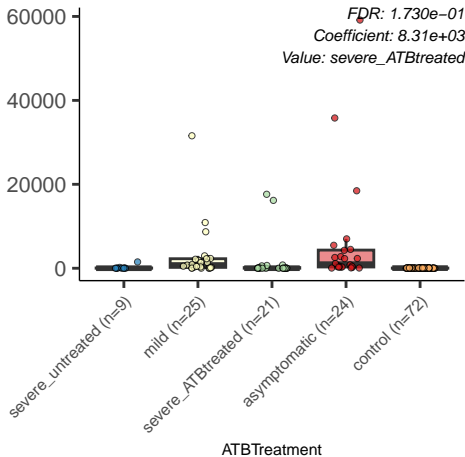 FDR: 1.730e−01
Coefficient: 8.31e+03
Value: severe_ATBtreated
60000
40000
20000
0
severe_untreated (n=9)
mild (n=25)
severe_ATBtreated (n=21)
asymptomatic (n=24)
control (n=72)
ATBTreatment